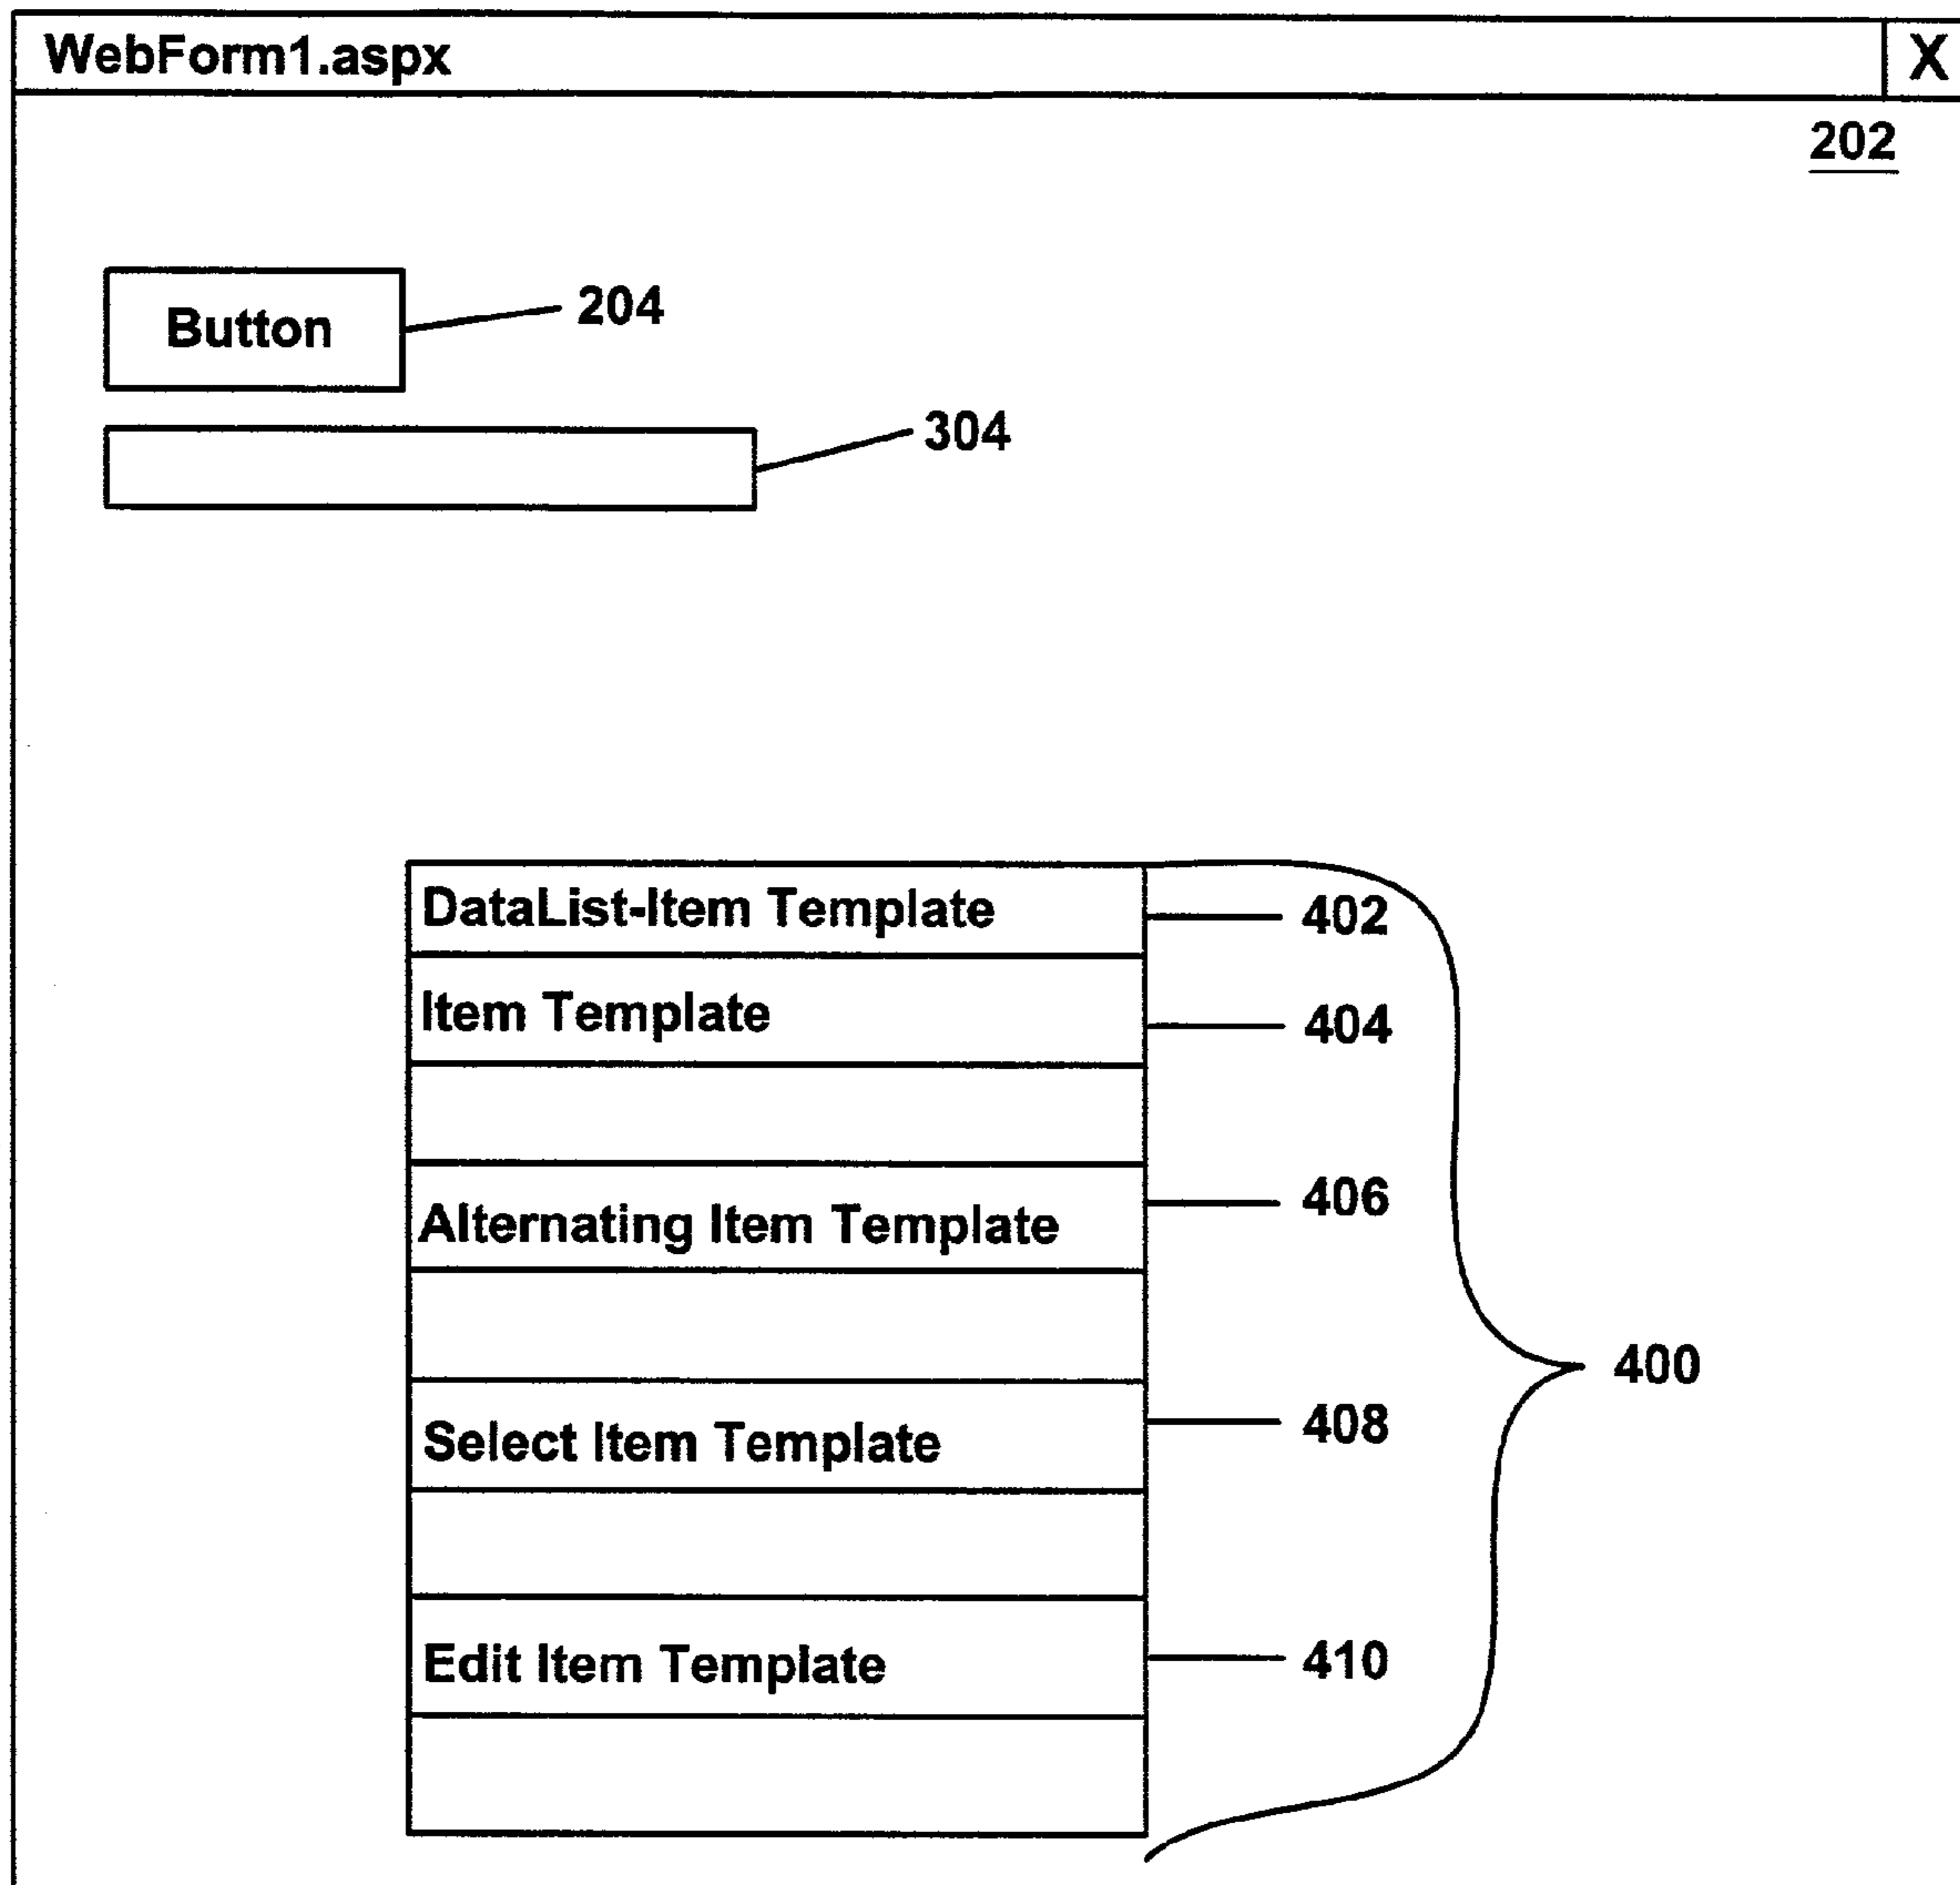 WebForm1.aspx X
202
Button 204
304
DataList-Item Template 402
Item Template 404
Alternating Item Template 406
400
Select Item Template 408
Edit Item Template 410